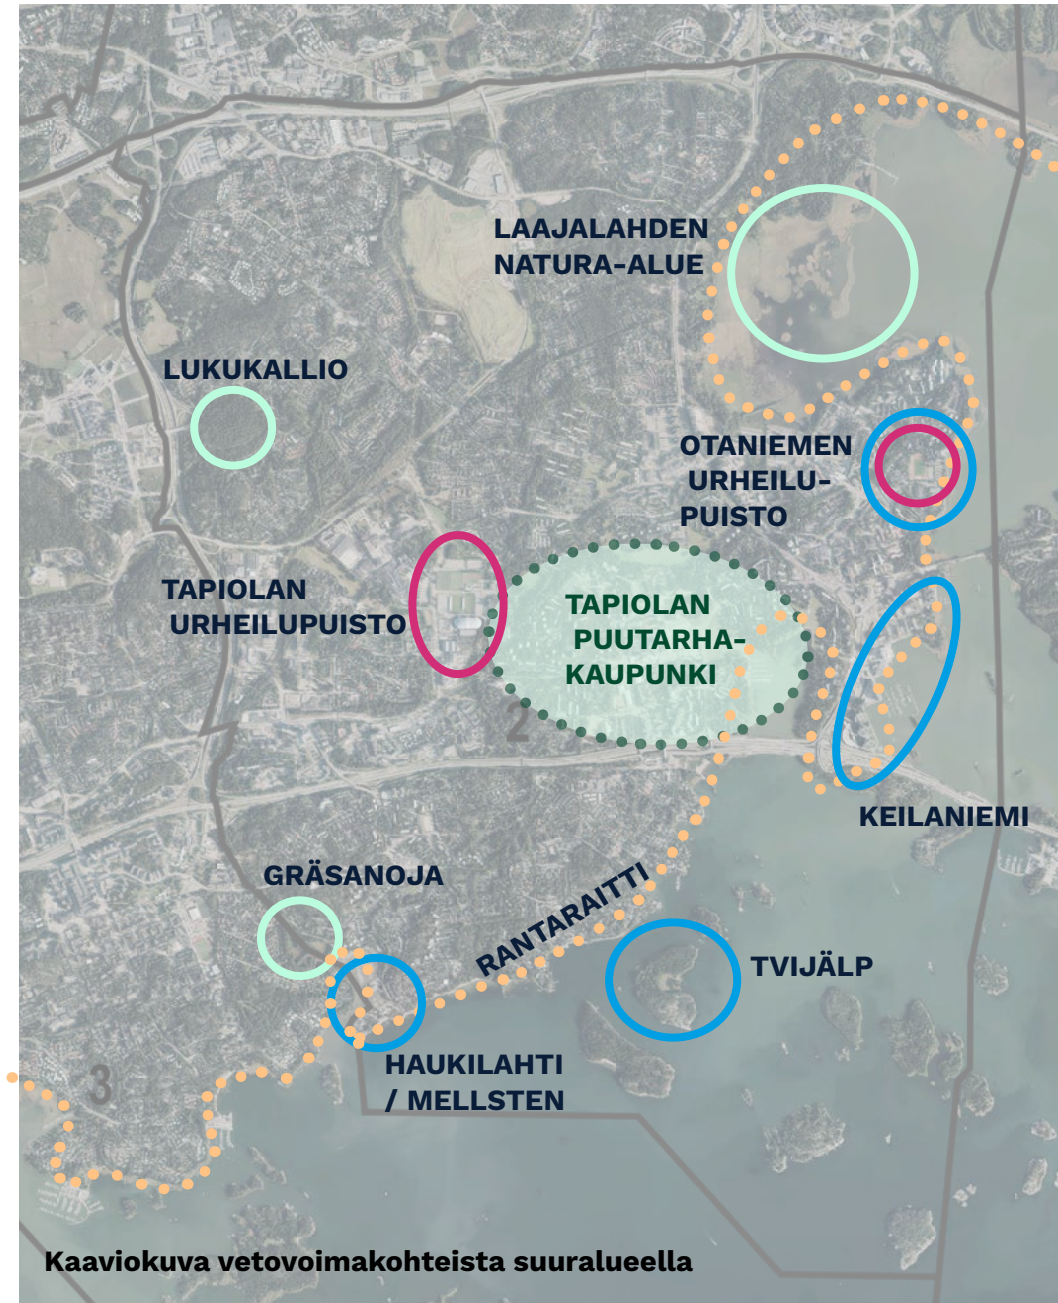 LAAJALAHDEN
NATURA-ALUE
LUKUKALLIO
OTANIEMEN
URHEILU-
PUISTO
TAPIOLAN
URHEILUPUISTO
TAPIOLAN
PUUTARHA-
KAUPUNKI
2
KEILANIEMI
GRÄSANOJA
RANTARAITTI
TVIJÄLP
HAUKILAHTI
/ MELLSTEN
3
Kaaviokuva vetovoimakohteista suuralueella